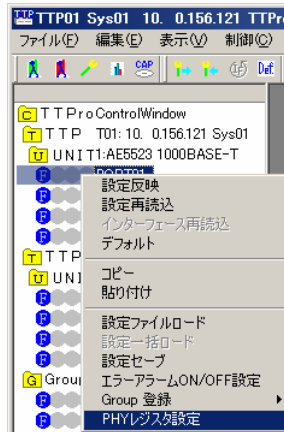 TTP01 Sys01 10. 0.156.121 TTPr
ファイル(F) 編集(E) 表示(V) 制御(C)
CAP Def.
C TTProControlWindow
T TTP T01: 10. 0.156.121 Sys01
U UNIT1:AE5523 1000BASE-T
F PORT01
設定反映
F 設定再読込
F インターフェース再読込
F デフォルト
T TTP
U UNI コピー
F 貼り付け
F 設定ファイルロード
F 設定一括ロード
F 設定セーブ
G Grou エラーアラームON/OFF設定
F Group 登録
F PHYレジスタ設定